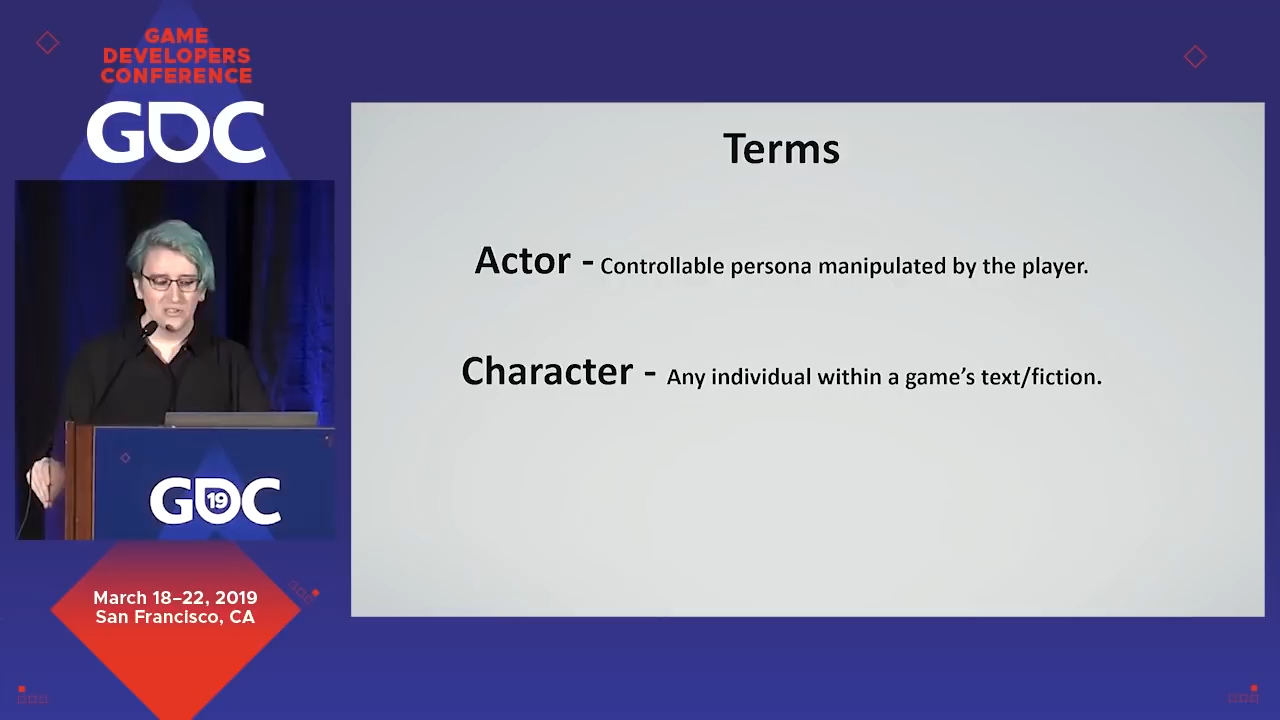 GAME
DEVELOPERS
CONFERENCE
GDC
Terms
Actor - Controllable persona manipulated by the player.
Character - Any individual within a game's text/fiction.
GDC
19
March 18–22, 2019
San Francisco, CA